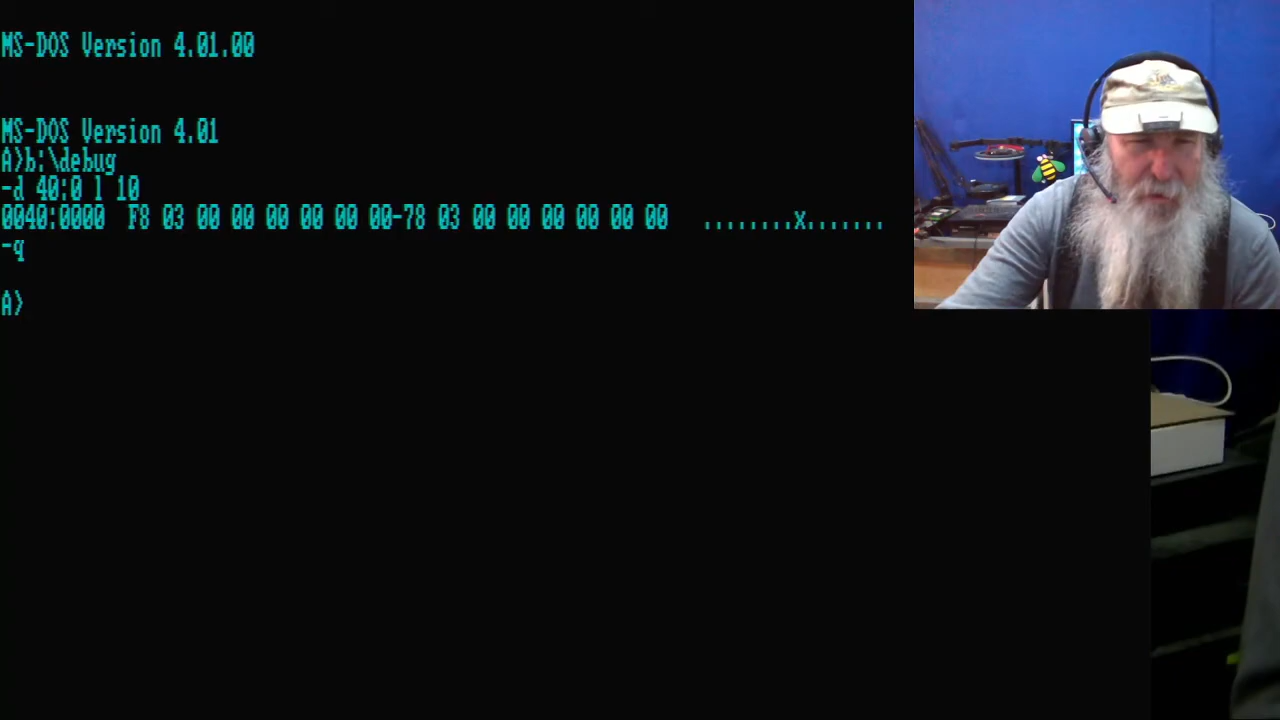 MS-DOS Version 4.01.00
MS-DOS Version 4.01
A>b:\debug
-d 40:0 l 10
0040:0000  F8 03 00 00 00 00 00 00-78 03 00 00 00 00 00 00   ........x.......
-q
A>